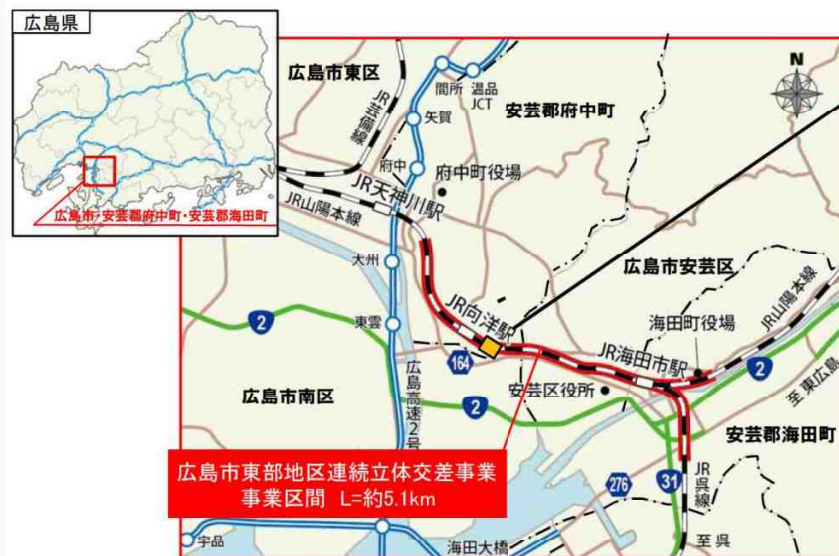 広島県
広島市・安芸郡府中町・安芸郡海田町
広島市東区
JR芸備線
間所
温品
JCT
安芸郡府中町
N
矢賀
府中
府中町役場
JR天神川駅
JR山陽本線
大州
広島市安芸区
JR向洋駅
海田町役場
JR山陽本線
2
東雲
164
JR海田市駅
2
安芸区役所
至 東広島
広島市南区
広島高速2号
2
安芸郡海田町
広島市東部地区連続立体交差事業
事業区間 L=約5.1km
JR呉線
276
31
宇品
海田大橋
至 呉